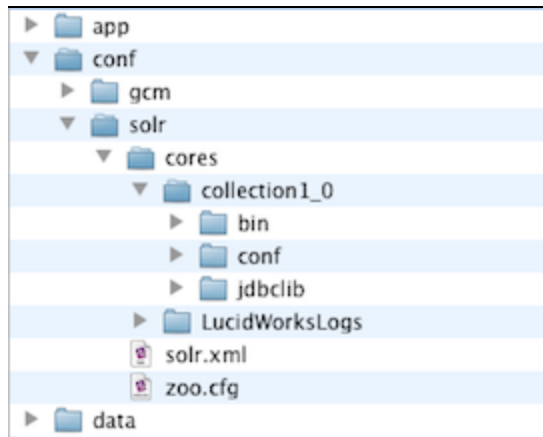 app
conf
gcm
solr
cores
collection1_0
bin
conf
jdbclib
LucidWorksLogs
solr.xml
zoo.cfg
data